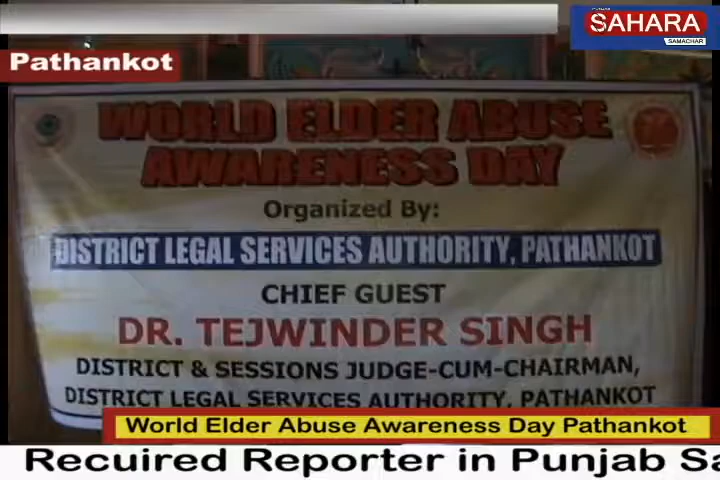 PUNJAB
SAHARA
SAMACHAR
Pathankot
WORLD ELDER ABUSE
AWARENESS DAY
Organized By:
DISTRICT LEGAL SERVICES AUTHORITY, PATHANKOT
CHIEF GUEST
DR. TEJWINDER SINGH
DISTRICT & SESSIONS JUDGE-CUM-CHAIRMAN,
DISTRICT LEGAL SERVICES AUTHORITY, PATHANKOT
World Elder Abuse Awareness Day Pathankot
Recuired Reporter in Punjab Sa